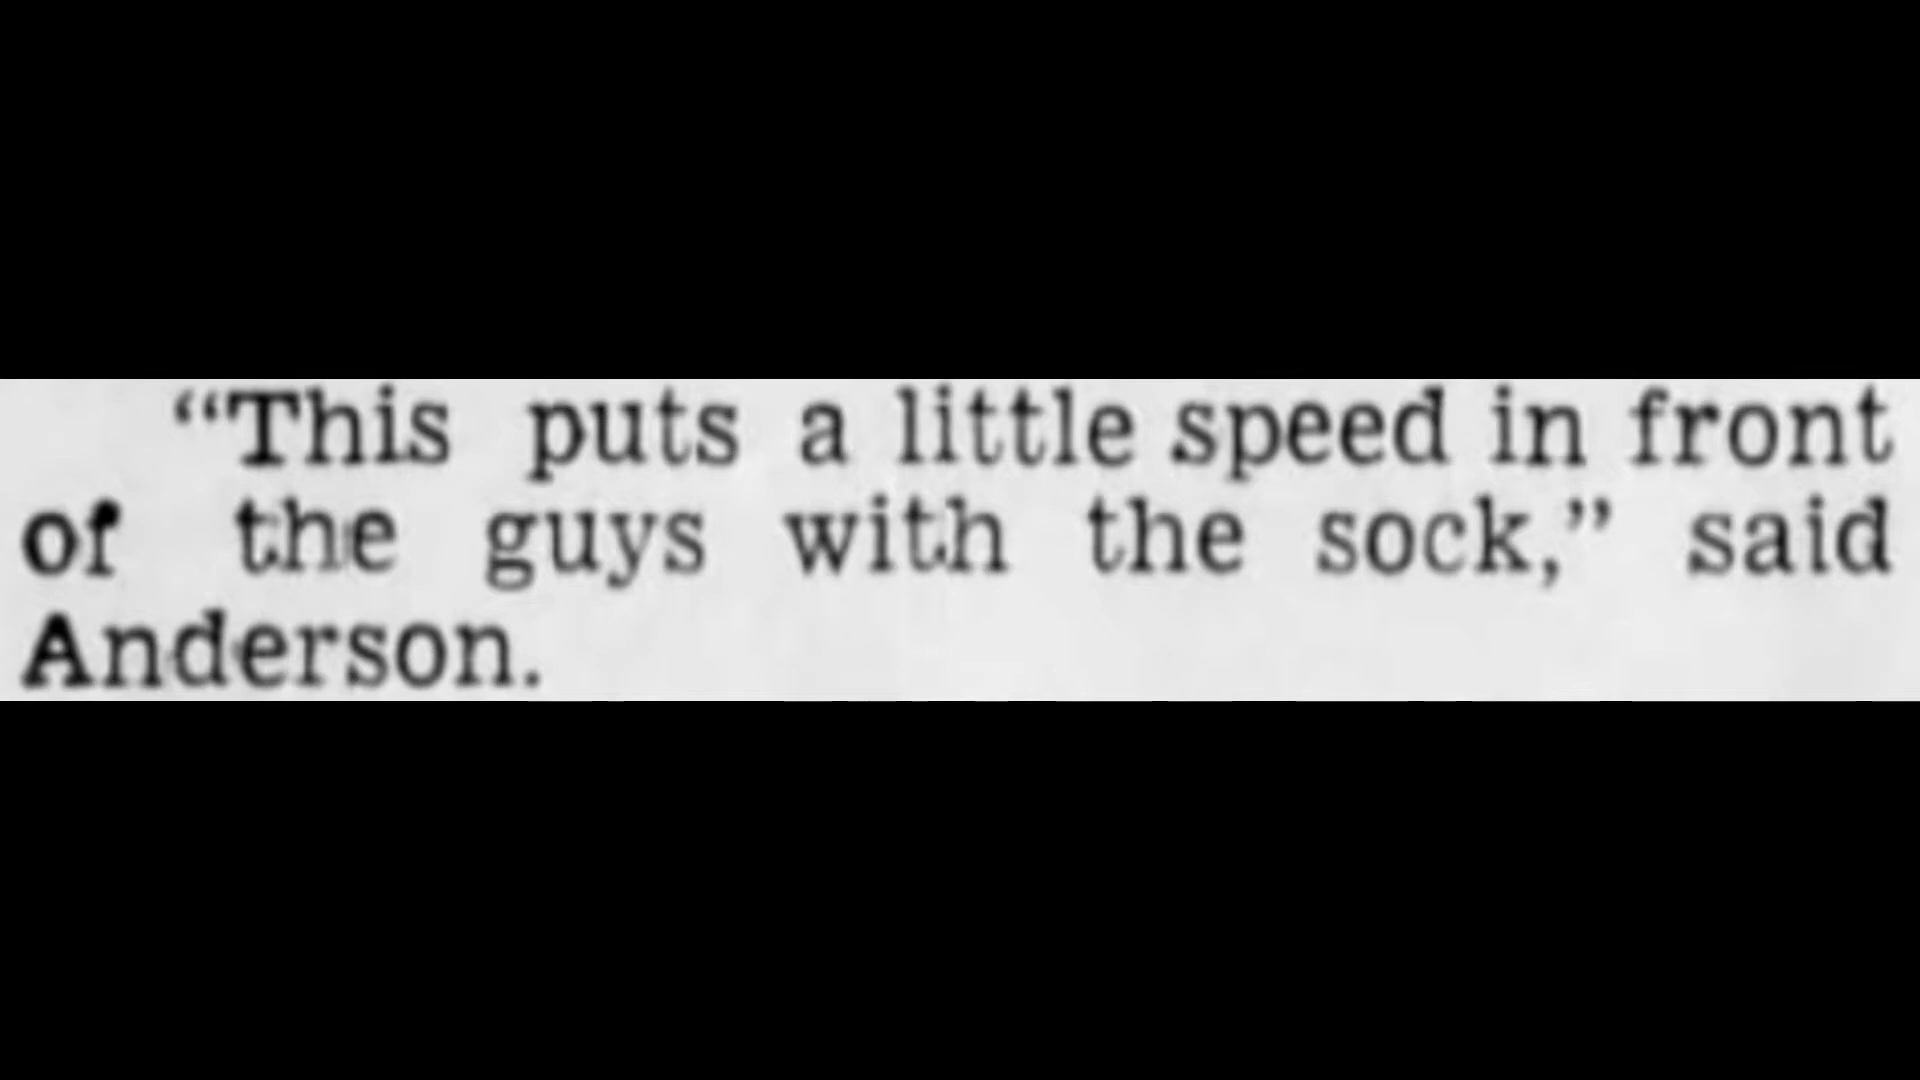 “This puts a little speed in front
of the guys with the sock,” said
Anderson.